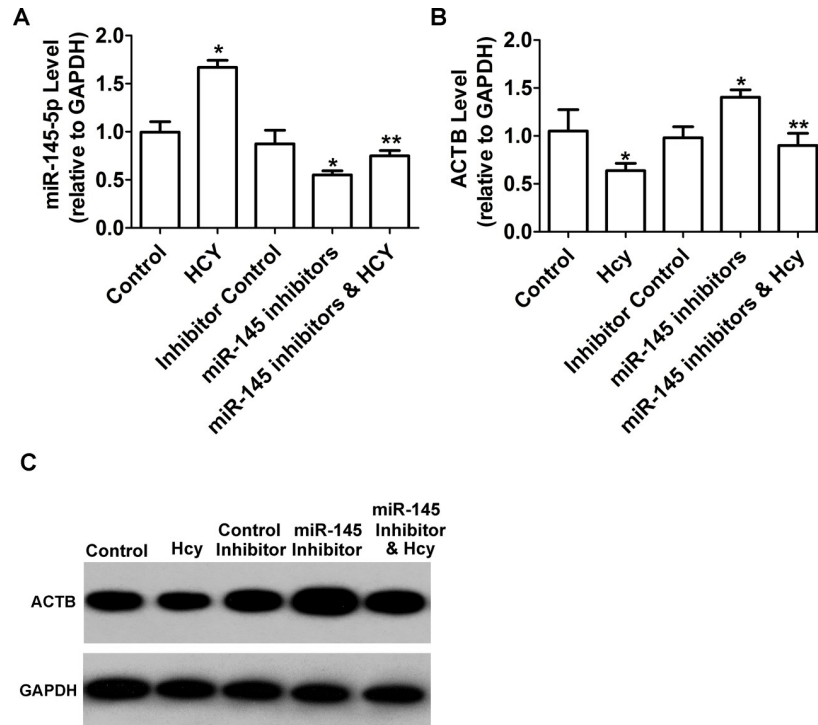 A
miR-145-5p Level
(relative to GAPDH)
2.0
1.5
1.0
0.5
0.0
*
*
**
Control
HCY
Inhibitor Control
miR-145 inhibitors
miR-145 inhibitors & HCY
B
ACTB Level
(relative to GAPDH)
2.0
1.5
1.0
0.5
0.0
*
*
**
Control
Hcy
Inhibitor Control
miR-145 inhibitors
miR-145 inhibitors & Hcy
C
Control
Hcy
Control
Inhibitor
miR-145
Inhibitor
miR-145
Inhibitor
& Hcy
ACTB
GAPDH